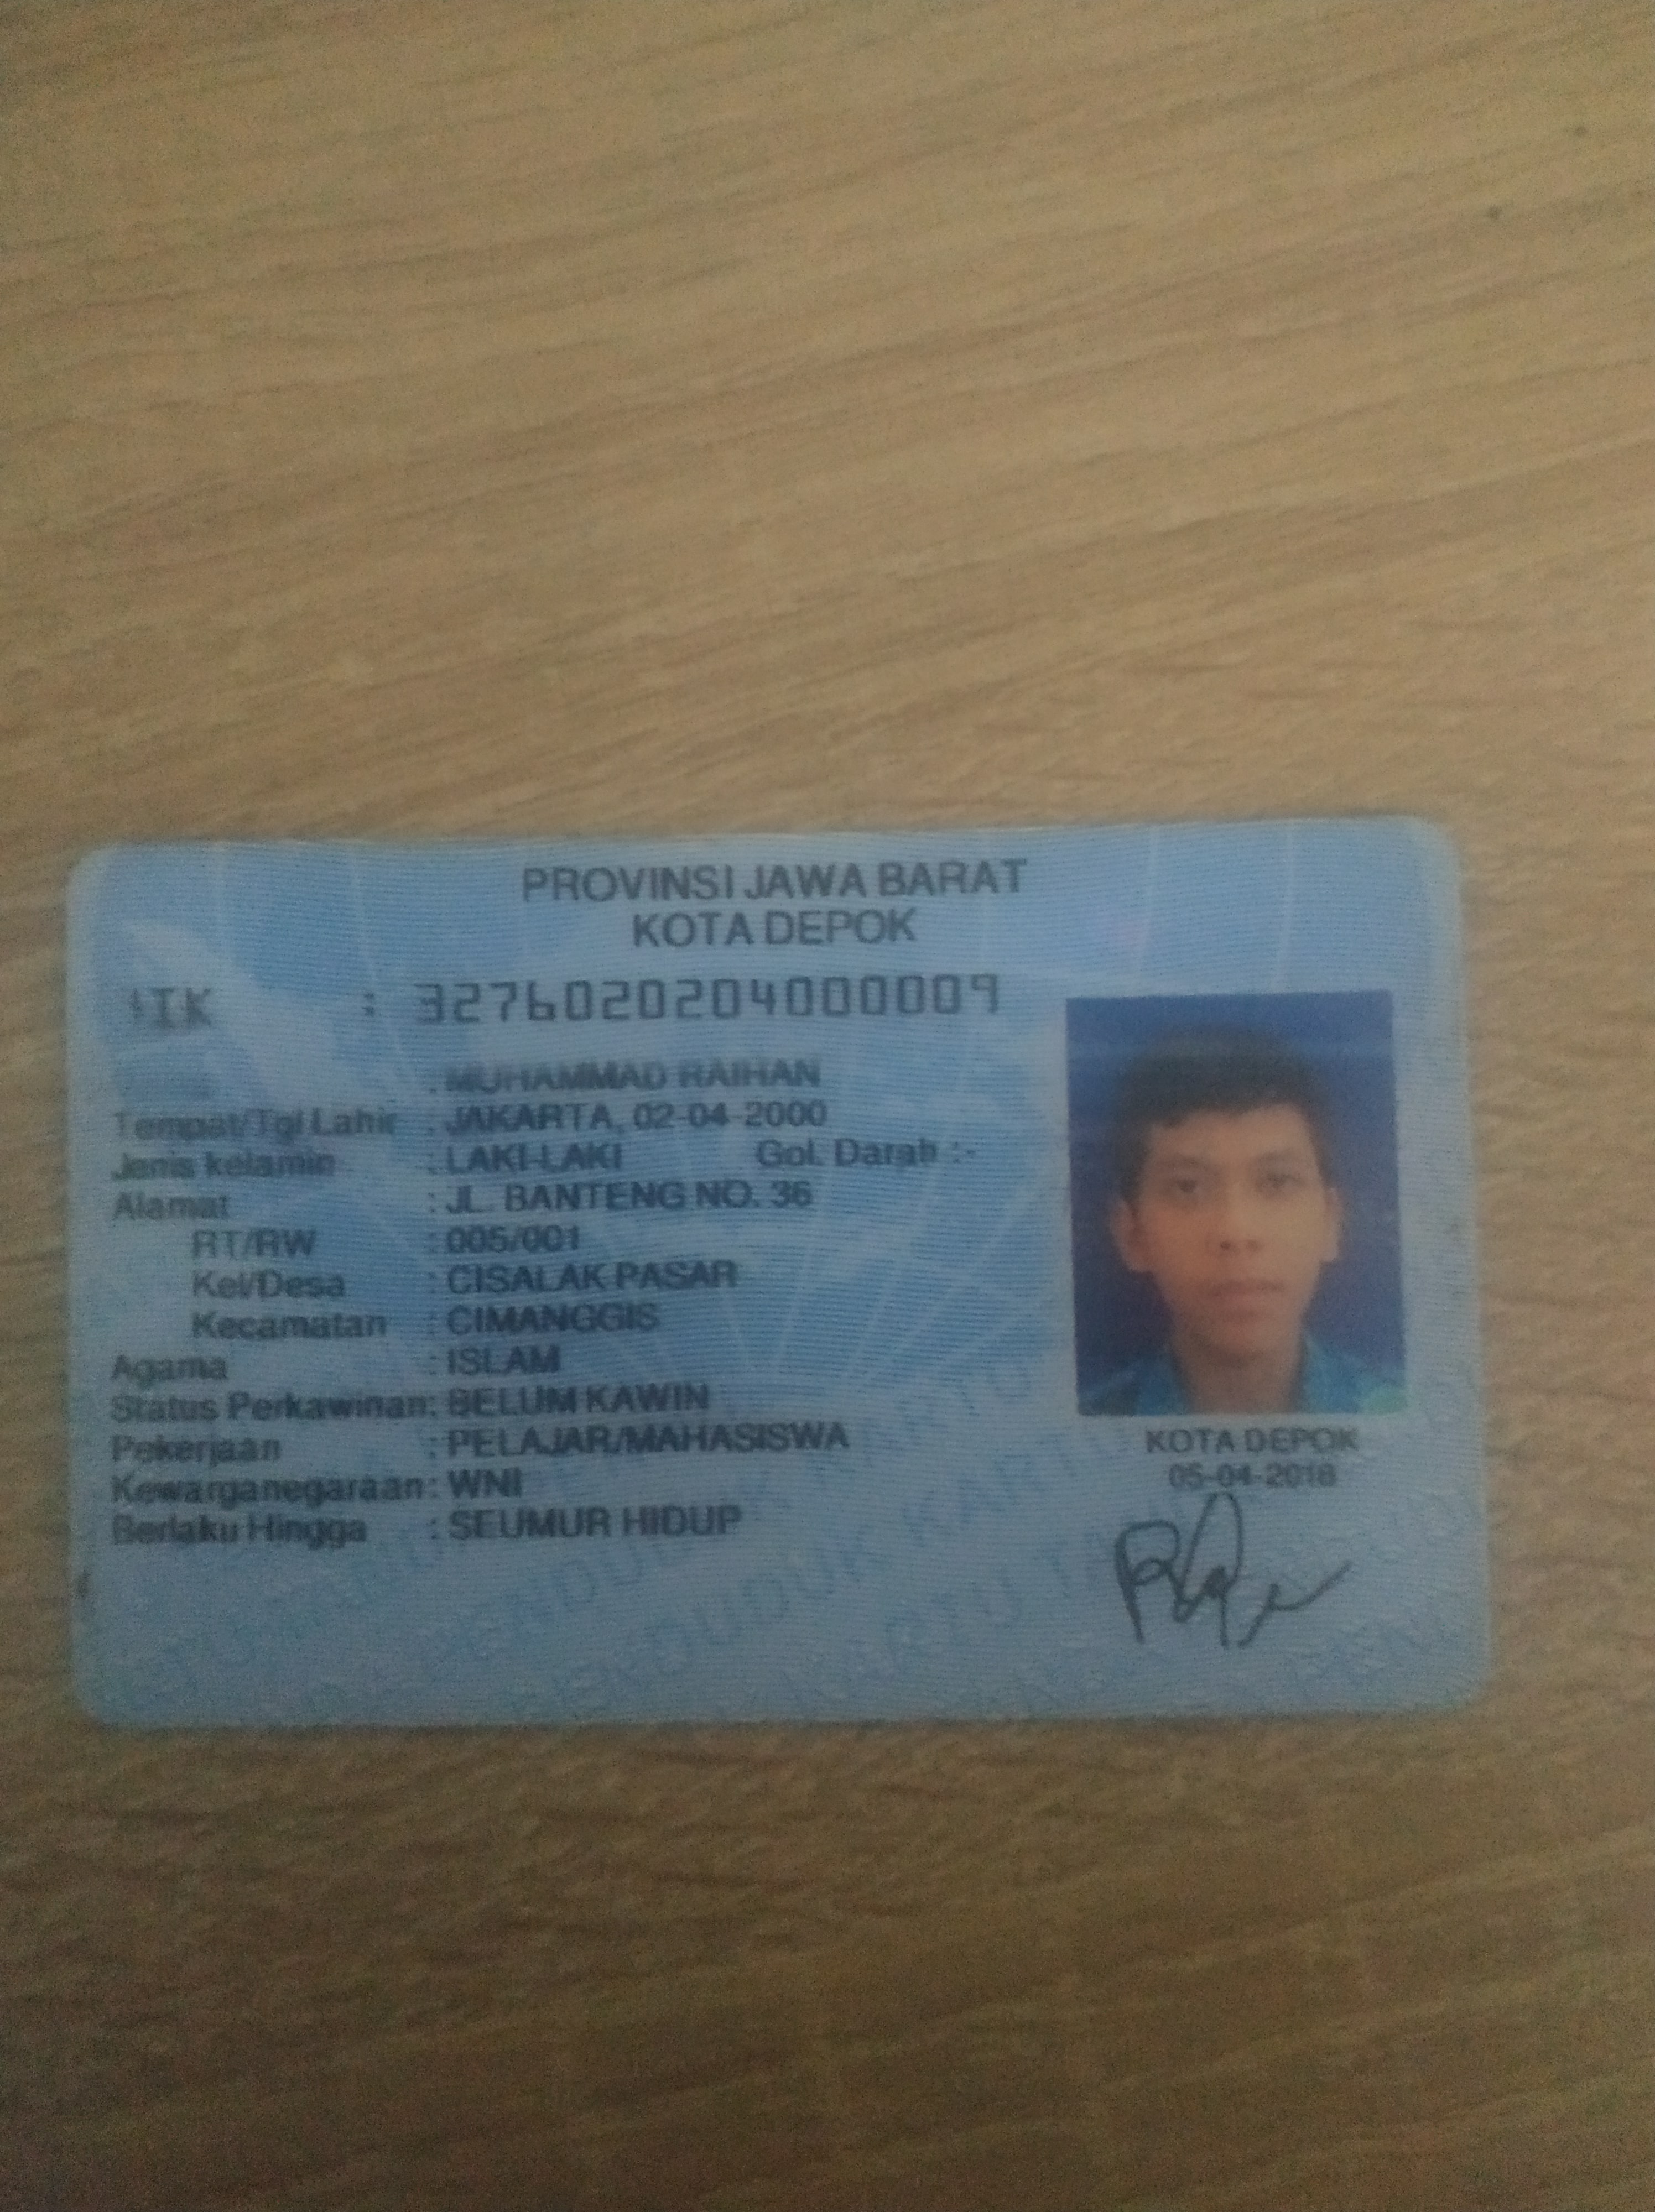 PROVINSI JAWA BARAT
KOTA DEPOK
IK : 3276020204000009
: MUHAMMAD RAIHAN
Tempat/Tgl Lahir : JAKARTA, 02-04-2000
Jenis kelamin : LAKI-LAKI Gol. Darah :-
Alamat : JL. BANTENG NO. 36
RT/RW : 005/001
Kel/Desa : CISALAK PASAR
Kecamatan : CIMANGGIS
Agama : ISLAM
Status Perkawinan: BELUM KAWIN
Pekerjaan : PELAJAR/MAHASISWA
Kewarganegaraan: WNI
Berlaku Hingga : SEUMUR HIDUP
KOTA DEPOK
05-04-2018